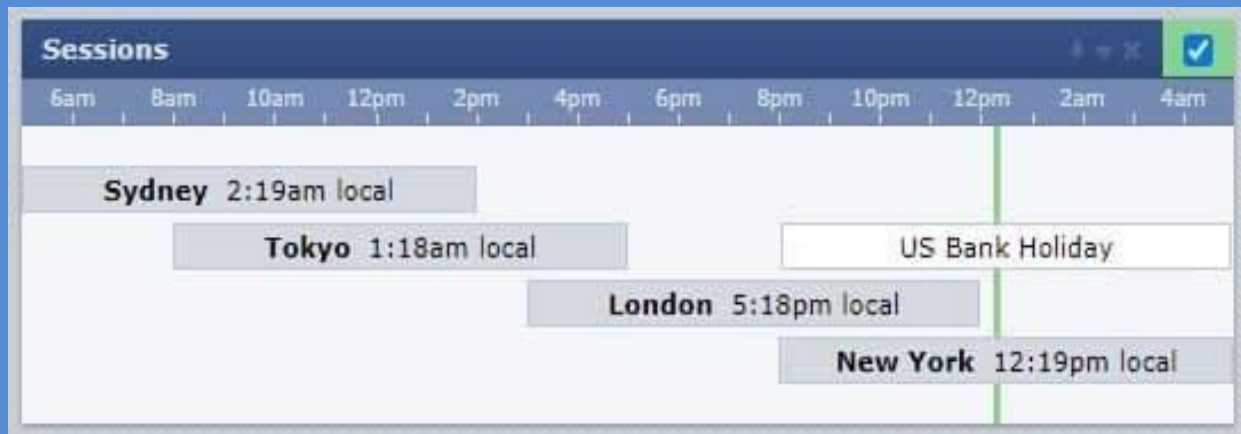 Sessions
6am 8am 10am 12pm 2pm 4pm 6pm 8pm 10pm 12pm 2am 4am
Sydney 2:19am local
Tokyo 1:18am local US Bank Holiday
London 5:18pm local
New York 12:19pm local